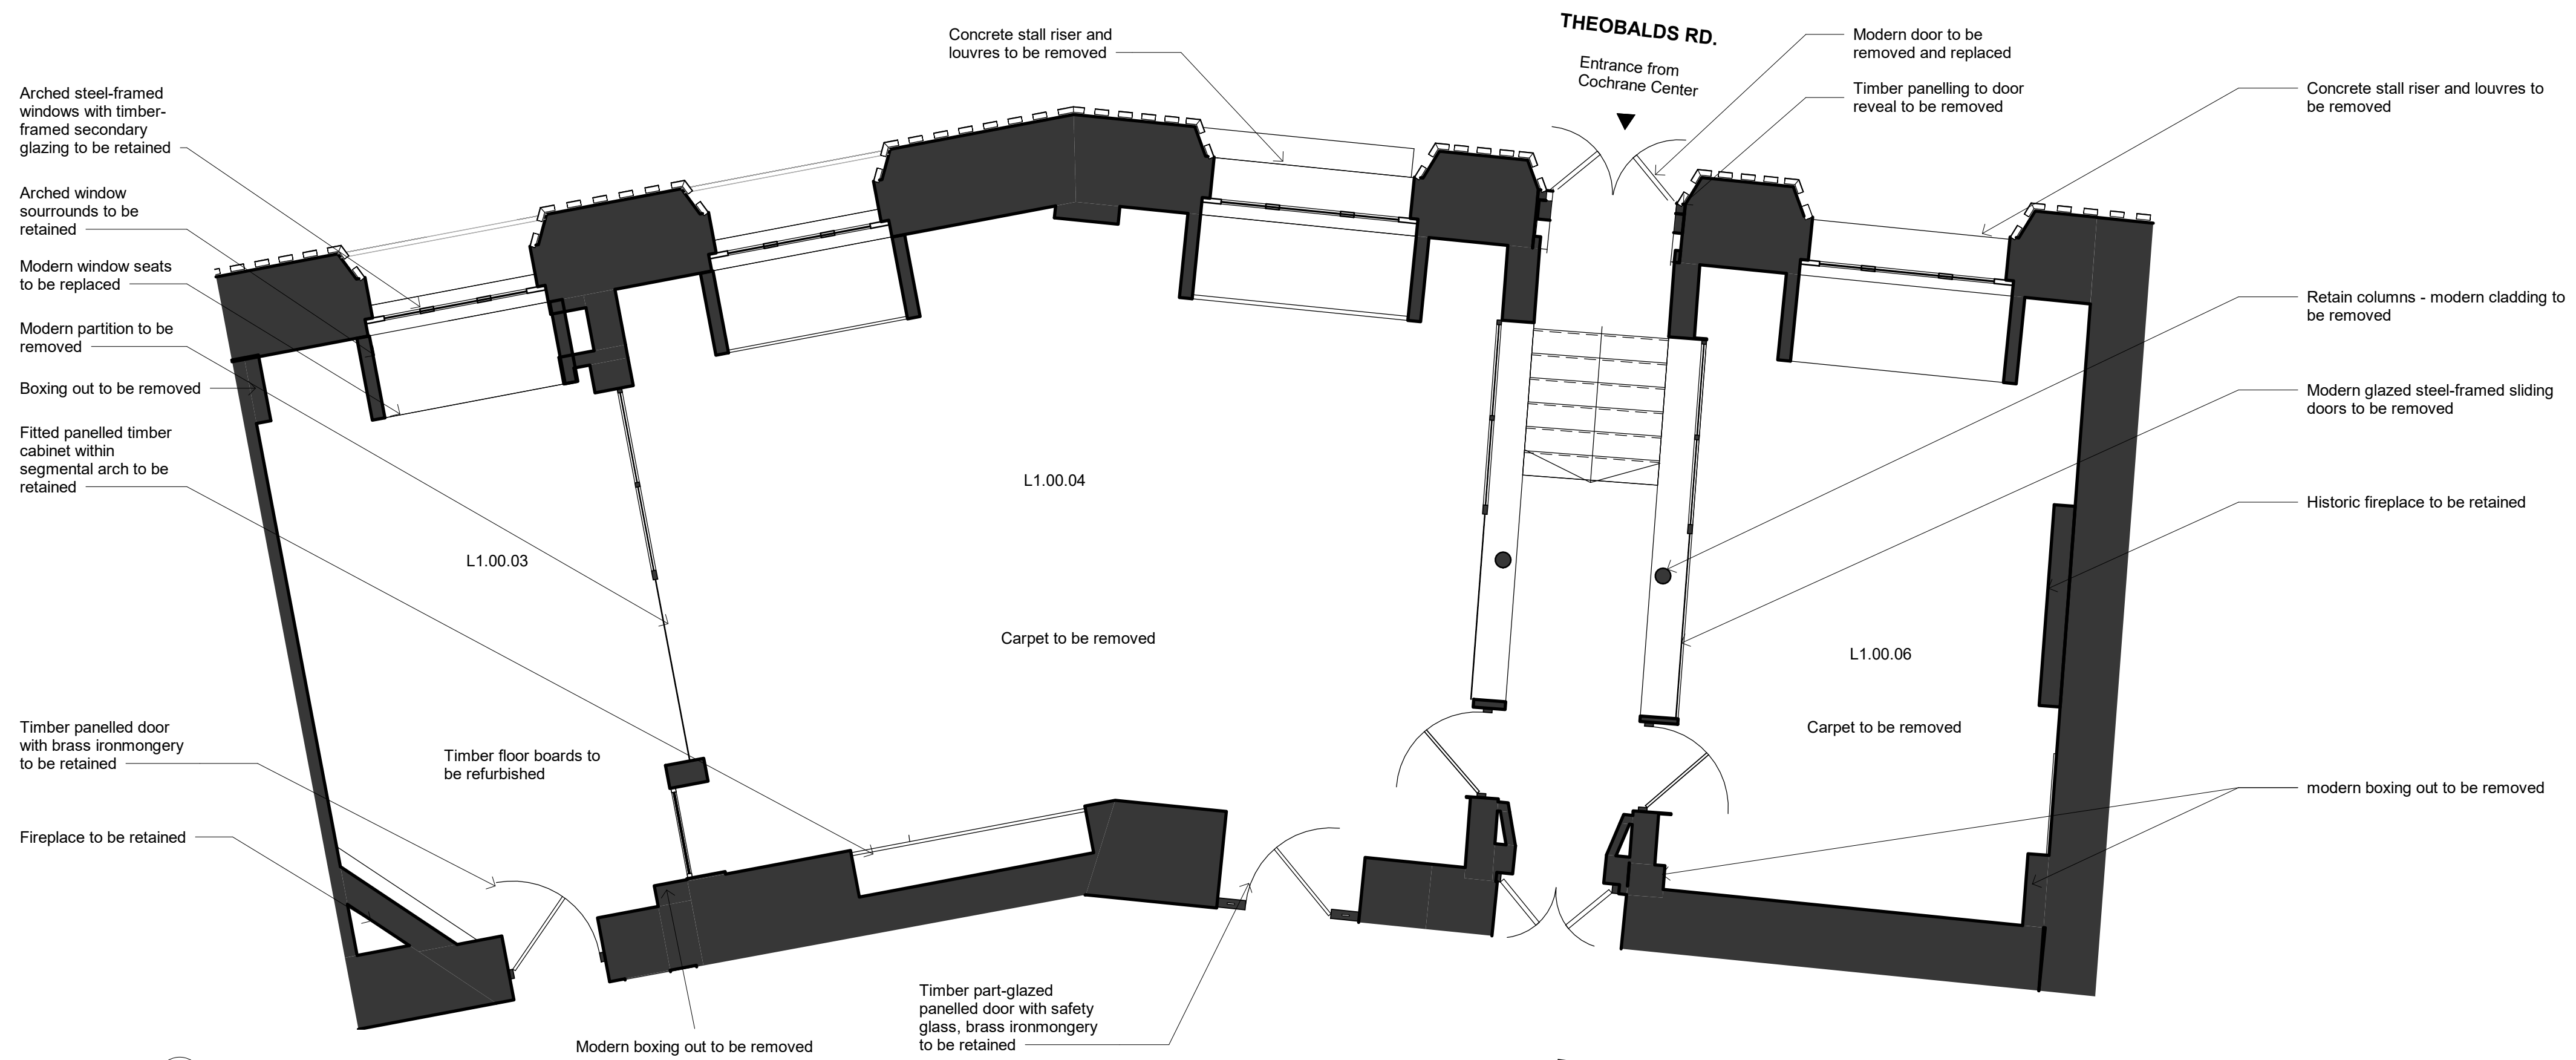 THEOBALDS RD.
Entrance from
Cochrane Center
Concrete stall riser and
louvres to be removed
Modern door to be
removed and replaced
Timber panelling to door
reveal to be removed
Concrete stall riser and louvres to
be removed
Arched steel-framed
windows with timber-
framed secondary
glazing to be retained
Arched window
sourrounds to be
retained
Modern window seats
to be replaced
Modern partition to be
removed
Boxing out to be removed
Fitted panelled timber
cabinet within
segmental arch to be
retained
Retain columns - modern cladding to
be removed
Modern glazed steel-framed sliding
doors to be removed
Historic fireplace to be retained
L1.00.04
L1.00.03
Carpet to be removed
L1.00.06
Carpet to be removed
Timber panelled door
with brass ironmongery
to be retained
Timber floor boards to
be refurbished
modern boxing out to be removed
Fireplace to be retained
Timber part-glazed
panelled door with safety
glass, brass ironmongery
to be retained
Modern boxing out to be removed